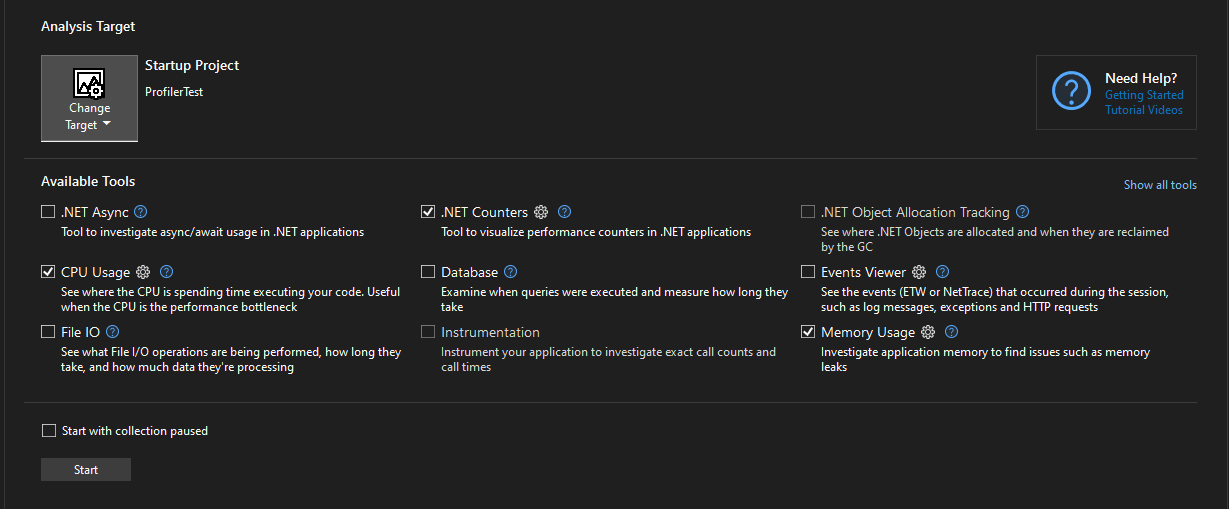 Analysis Target
Change
Target
Startup Project
ProfilerTest
Need Help?
Getting Started
Tutorial Videos
Available Tools
Show all tools
.NET Async
Tool to investigate async/await usage in .NET applications
.NET Counters
Tool to visualize performance counters in .NET applications
.NET Object Allocation Tracking
See where .NET Objects are allocated and when they are reclaimed
by the GC
CPU Usage
See where the CPU is spending time executing your code. Useful
when the CPU is the performance bottleneck
Database
Examine when queries were executed and measure how long they
take
Events Viewer
See the events (ETW or NetTrace) that occurred during the session,
such as log messages, exceptions and HTTP requests
File IO
See what File I/O operations are being performed, how long they
take, and how much data they're processing
Instrumentation
Instrument your application to investigate exact call counts and
call times
Memory Usage
Investigate application memory to find issues such as memory
leaks
Start with collection paused
Start